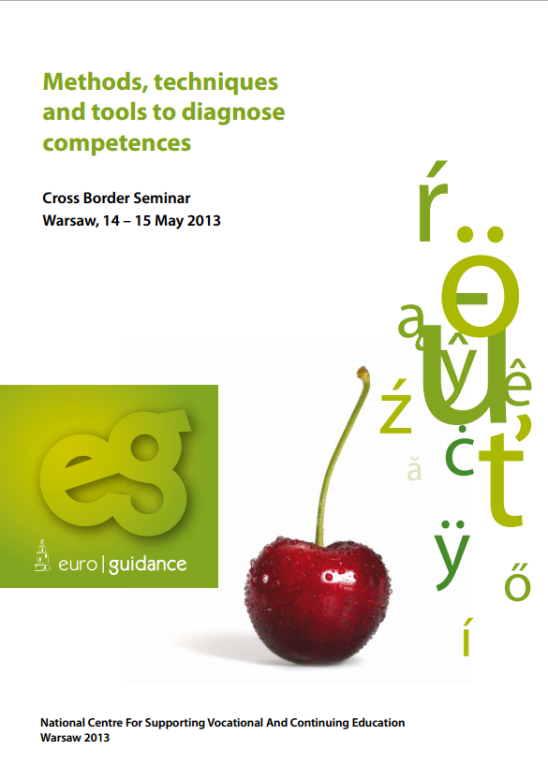 Methods, techniques
and tools to diagnose
competences
Cross Border Seminar
Warsaw, 14 – 15 May 2013
ŕ
ö
ą
u
ŷ
ê
ź
ă
ċ
ť
ÿ
ő
í
eg
euro|guidance
National Centre For Supporting Vocational And Continuing Education
Warsaw 2013